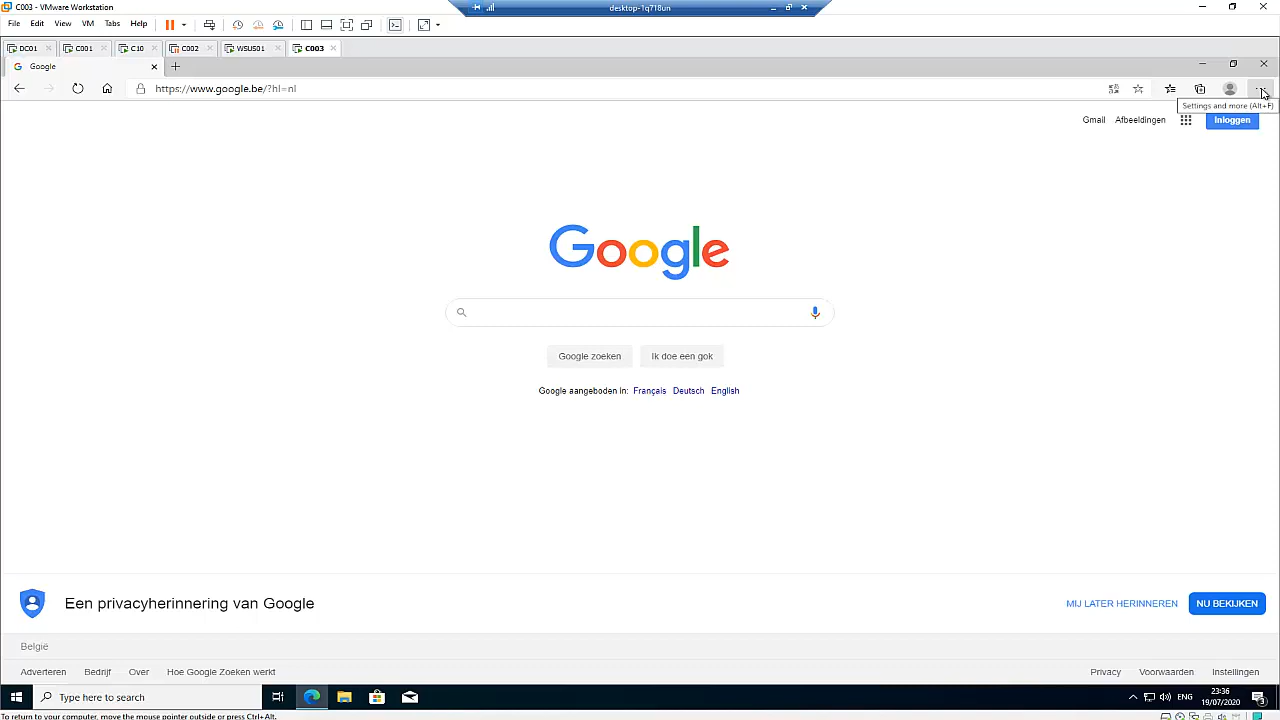 C003 - VMware Workstation
desktop-1q718un
File Edit View VM Tabs Help
DC01 C001 C10 C002 WSUS01 C003
Google
https://www.google.be/?hl=nl
Settings and more (Alt+F)
Gmail Afbeeldingen Inloggen
Google
Google zoeken Ik doe een gok
Google aangeboden in: Français Deutsch English
Een privacyherinnering van Google MIJ LATER HERINNEREN NU BEKIJKEN
België
Adverteren Bedrijf Over Hoe Google Zoeken werkt Privacy Voorwaarden Instellingen
Type here to search ENG 23:36
19/07/2020 3
To return to your computer, move the mouse pointer outside or press Ctrl+Alt.